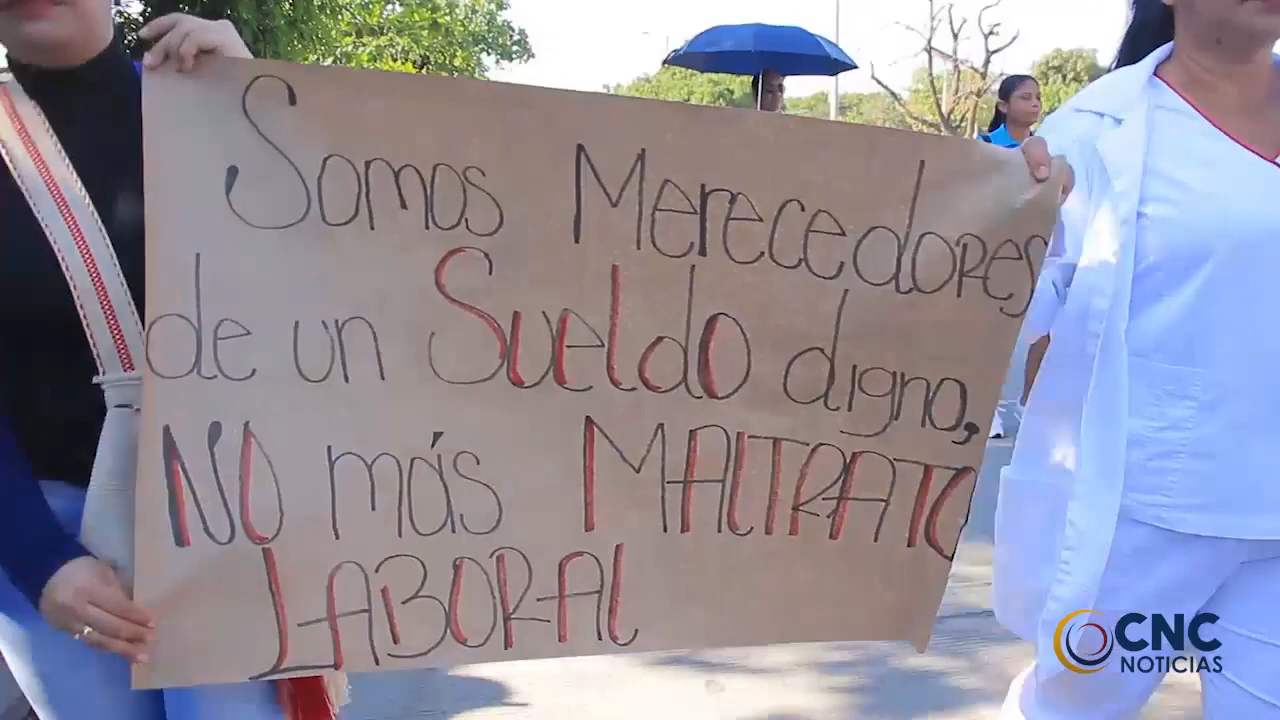 Somos Merecedores
de un Sueldo digno,
NO más MALTRATO
LABORAL
CNC
NOTICIAS